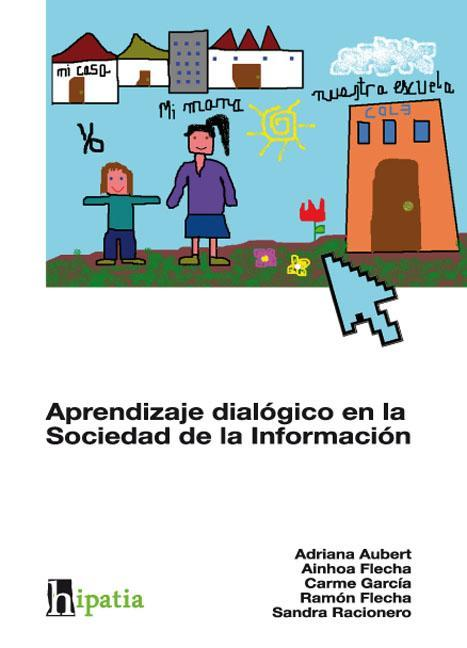 mi casa
Mi mama
nuestra escuela
COLE
Yo
Aprendizaje dialógico en la
Sociedad de la Información
Adriana Aubert
Ainhoa Flecha
Carme García
Ramón Flecha
Sandra Racionero
hipatia